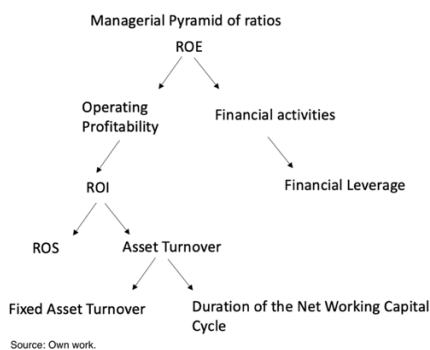 Managerial Pyramid of ratios
ROE
Operating
Profitability
Financial activities
ROI
Financial Leverage
ROS
Asset Turnover
Fixed Asset Turnover
Duration of the Net Working Capital
Cycle
Source: Own work.